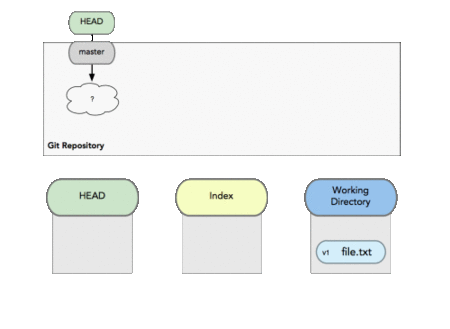 HEAD
master
?
Git Repository
HEAD
Index
Working
Directory
v1 file.txt